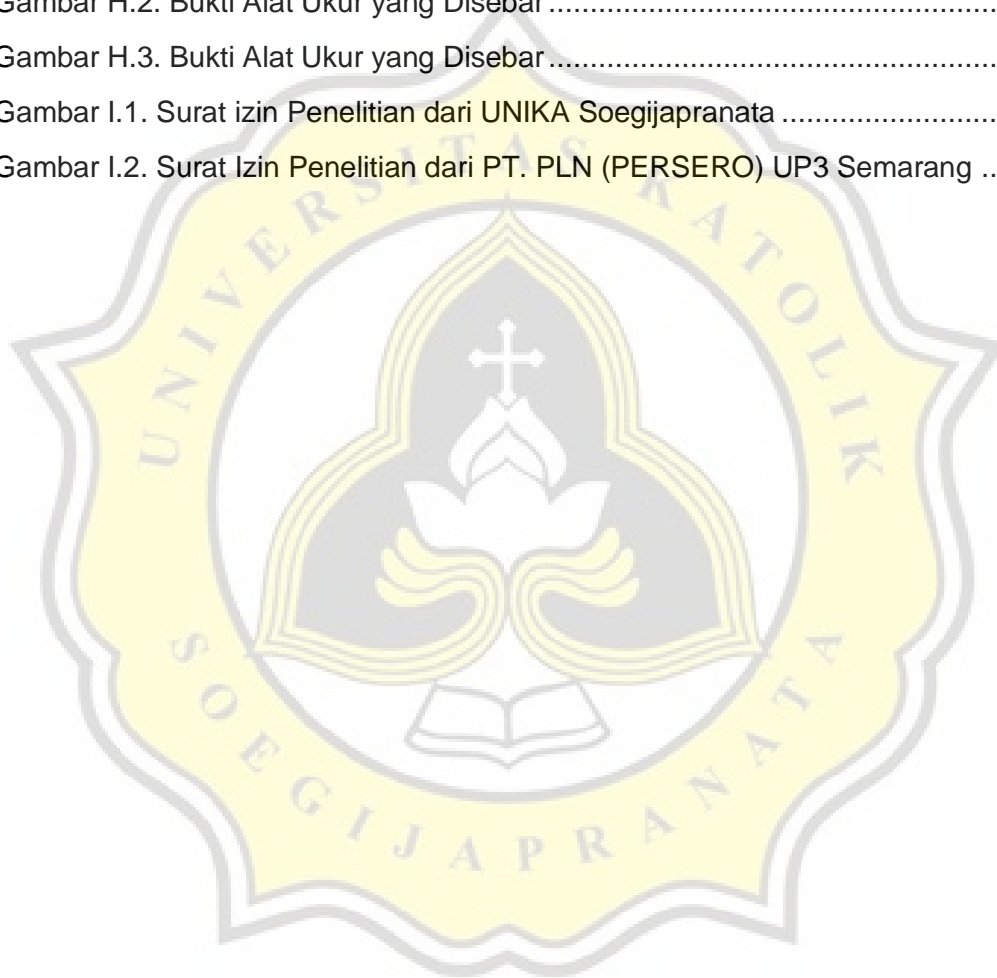 Gambar H.2. Bukti Alat Ukur yang Disebar ....................................................
Gambar H.3. Bukti Alat Ukur yang Disebar ....................................................
Gambar I.1. Surat izin Penelitian dari UNIKA Soegijapranata ..........................
Gambar I.2. Surat Izin Penelitian dari PT. PLN (PERSERO) UP3 Semarang ..
UNIVERSITAS KATOLIK
SOEGIJAPRANATA